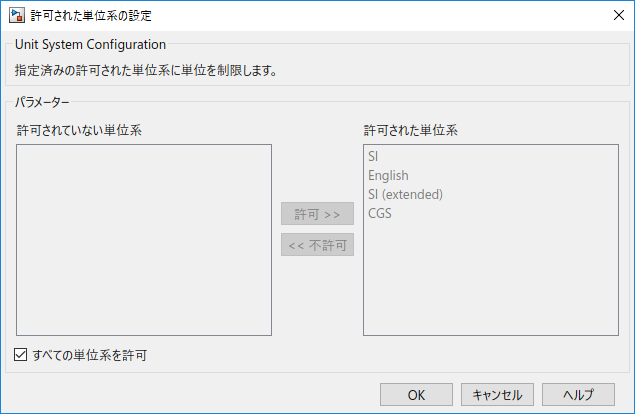 許可された単位系の設定
Unit System Configuration
指定済みの許可された単位系に単位を制限します。
パラメーター
許可されていない単位系
許可された単位系
SI
English
SI (extended)
CGS
許可 >>
<< 不許可
すべての単位系を許可
OK
キャンセル
ヘルプ